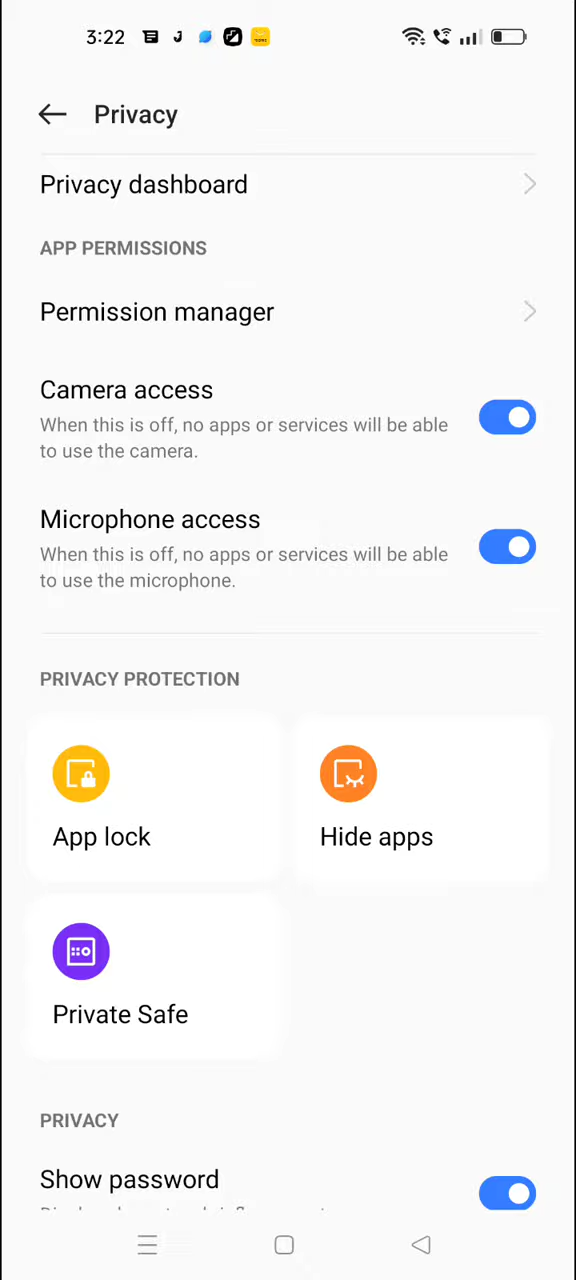 3:22
Privacy
Privacy dashboard
APP PERMISSIONS
Permission manager
Camera access
When this is off, no apps or services will be able
to use the camera.
Microphone access
When this is off, no apps or services will be able
to use the microphone.
PRIVACY PROTECTION
App lock
Hide apps
Private Safe
PRIVACY
Show password